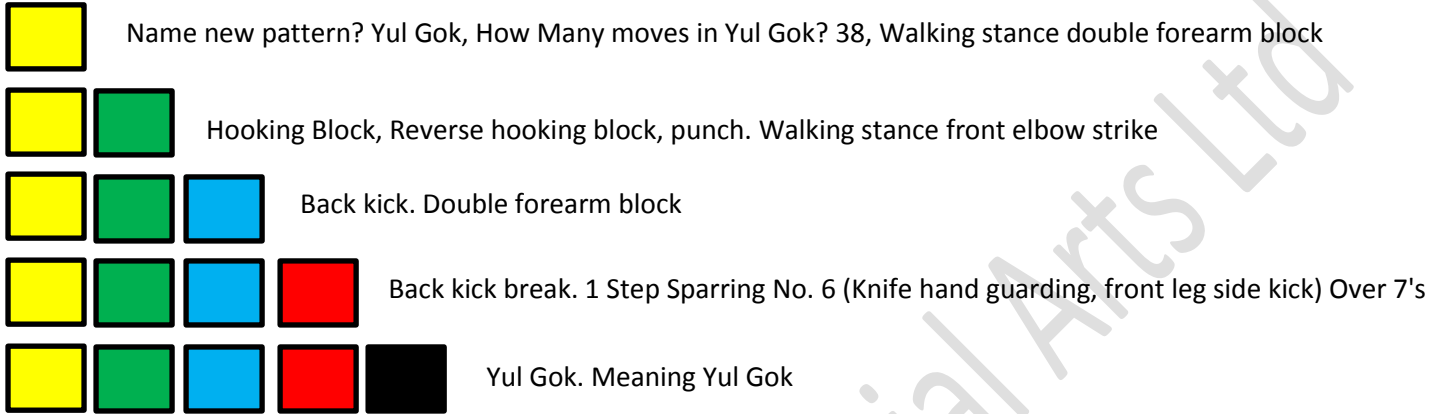 Name new pattern? Yul Gok, How Many moves in Yul Gok? 38, Walking stance double forearm block
Hooking Block, Reverse hooking block, punch. Walking stance front elbow strike
Back kick. Double forearm block
Back kick break. 1 Step Sparring No. 6 (Knife hand guarding, front leg side kick) Over 7's
Yul Gok. Meaning Yul Gok
Arts Ltd